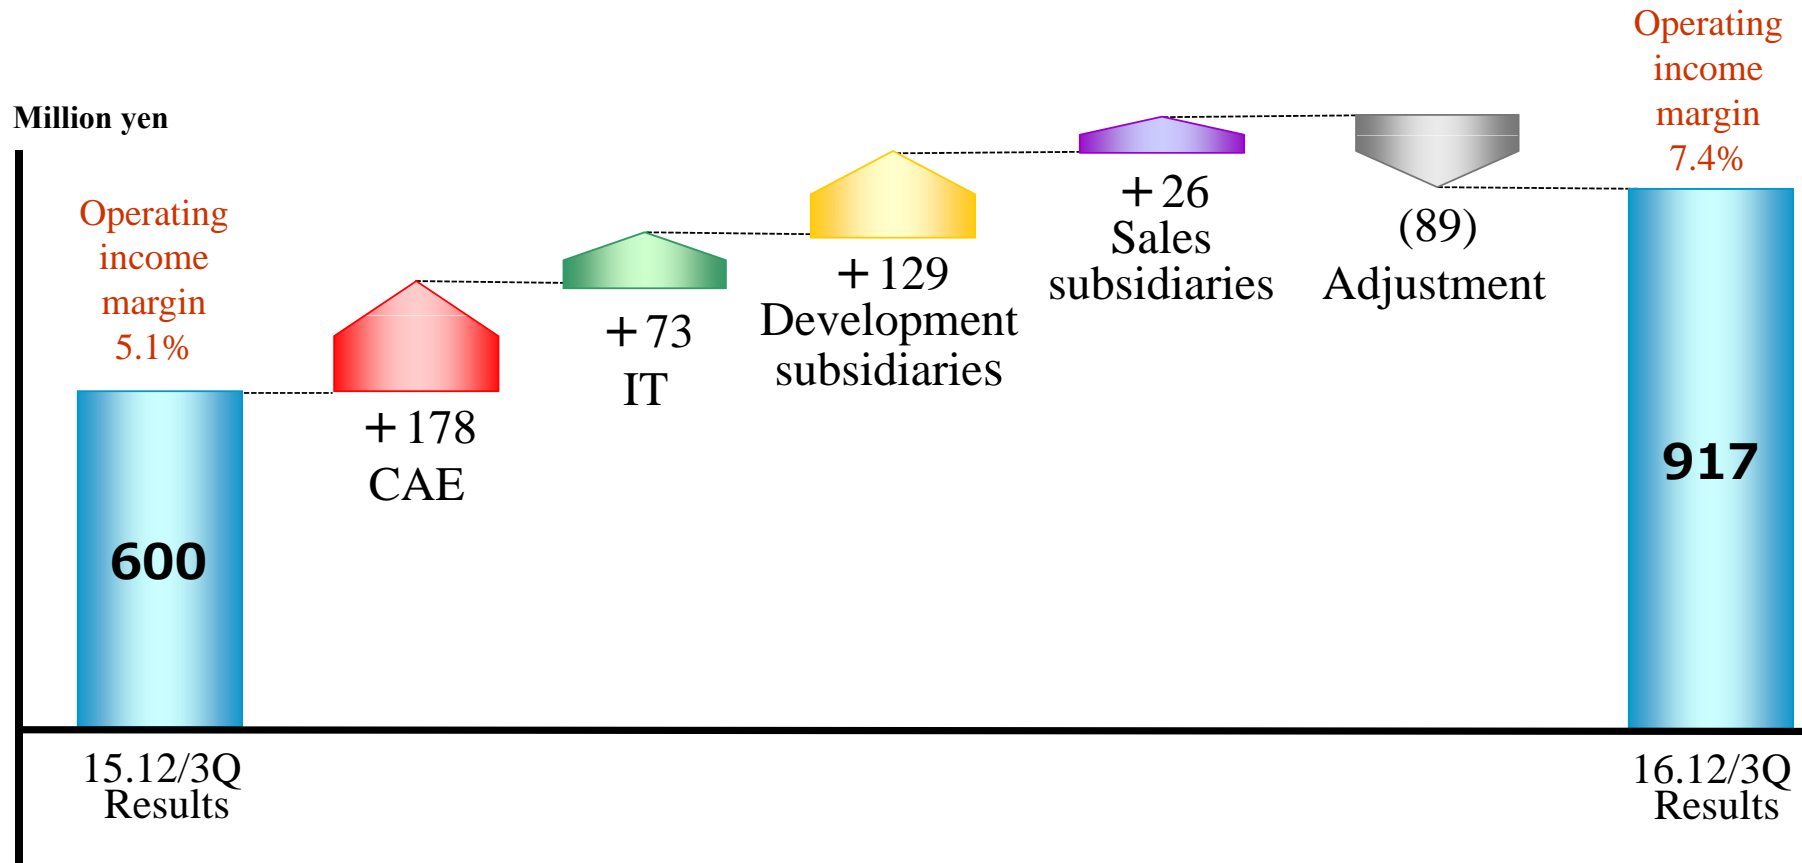 Million yen
Operating
income
margin
5.1%
600
15.12/3Q
Results
+178
CAE
+73
IT
+129
Development
subsidiaries
+26
Sales
subsidiaries
(89)
Adjustment
Operating
income
margin
7.4%
917
16.12/3Q
Results